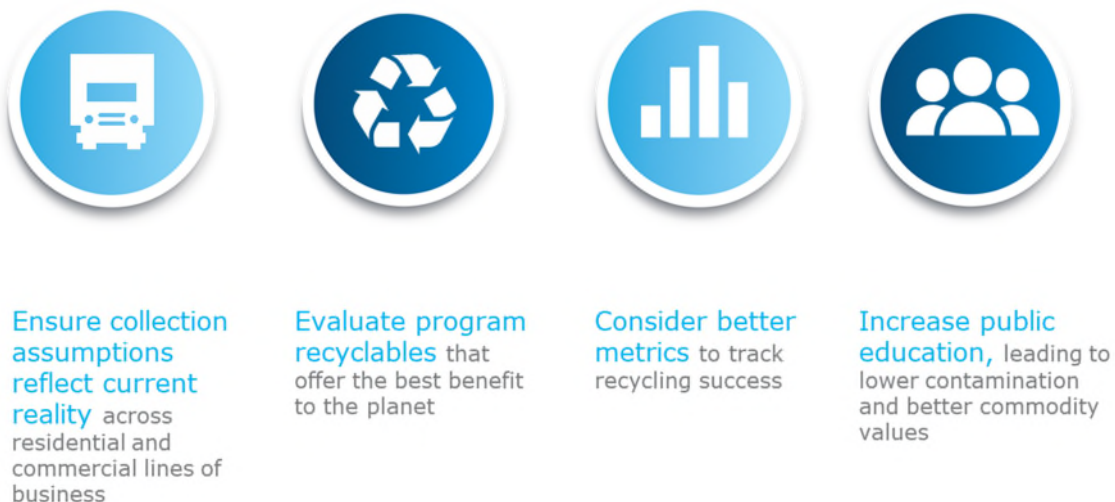 Ensure collection
assumptions
reflect current
reality across
residential and
commercial lines of
business
Evaluate program
recyclables that
offer the best benefit
to the planet
Consider better
metrics to track
recycling success
Increase public
education, leading to
lower contamination
and better commodity
values